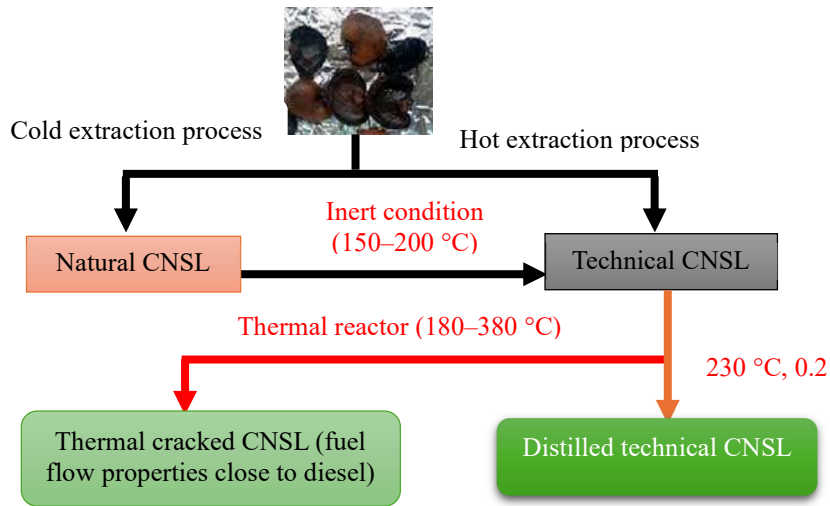 Cold extraction process
Hot extraction process
Inert condition
(150–200 °C)
Natural CNSL
Technical CNSL
Thermal reactor (180–380 °C)
230 °C, 0.2
Thermal cracked CNSL (fuel
flow properties close to diesel)
Distilled technical CNSL